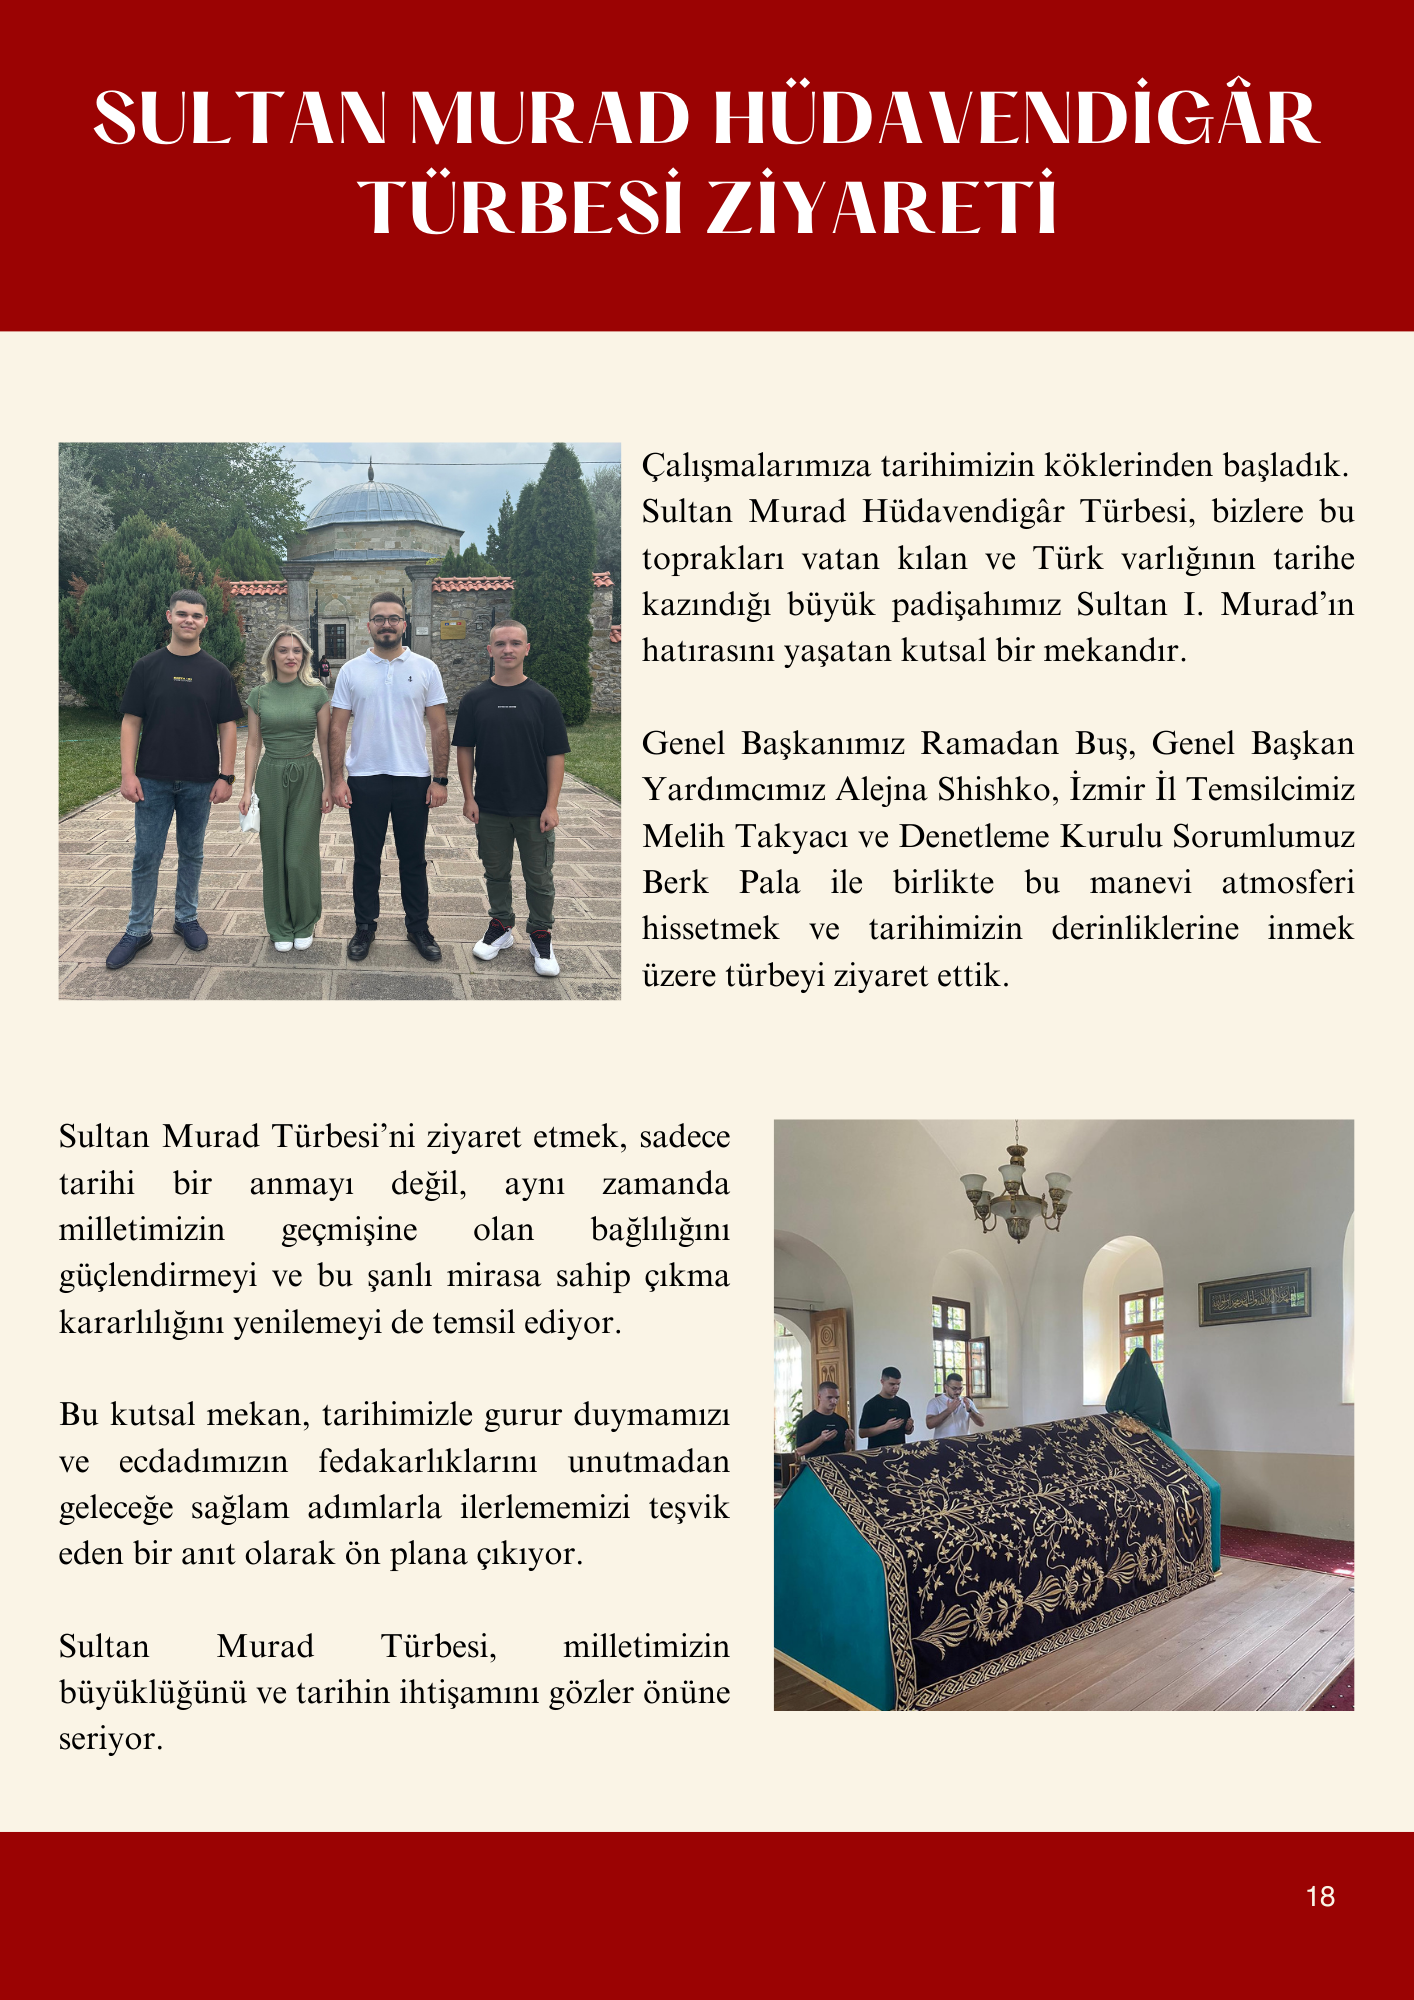 SULTAN MURAD HÜDAVENDİGÂR
TÜRBESİ ZİYARETİ
Çalışmalarımıza tarihimizin köklerinden başladık.
Sultan Murad Hüdavendigâr Türbesi, bizlere bu
toprakları vatan kılan ve Türk varlığının tarihe
kazındığı büyük padişahımız Sultan I. Murad’ın
hatırasını yaşatan kutsal bir mekandır.
Genel Başkanımız Ramadan Buş, Genel Başkan
Yardımcımız Alejna Shishko, İzmir İl Temsilcimiz
Melih Takyacı ve Denetleme Kurulu Sorumlumuz
Berk Pala ile birlikte bu manevi atmosferi
hissetmek ve tarihimizin derinliklerine inmek
üzere türbeyi ziyaret ettik.
Sultan Murad Türbesi’ni ziyaret etmek, sadece
tarihi bir anmayı değil, aynı zamanda
milletimizin geçmişine olan bağlılığını
güçlendirmeyi ve bu şanlı mirasa sahip çıkma
kararlılığını yenilemeyi de temsil ediyor.
Bu kutsal mekan, tarihimizle gurur duymamızı
ve ecdadımızın fedakarlıklarını unutmadan
geleceğe sağlam adımlarla ilerlememizi teşvik
eden bir anıt olarak ön plana çıkıyor.
Sultan Murad Türbesi, milletimizin
büyüklüğünü ve tarihin ihtişamını gözler önüne
seriyor.
18